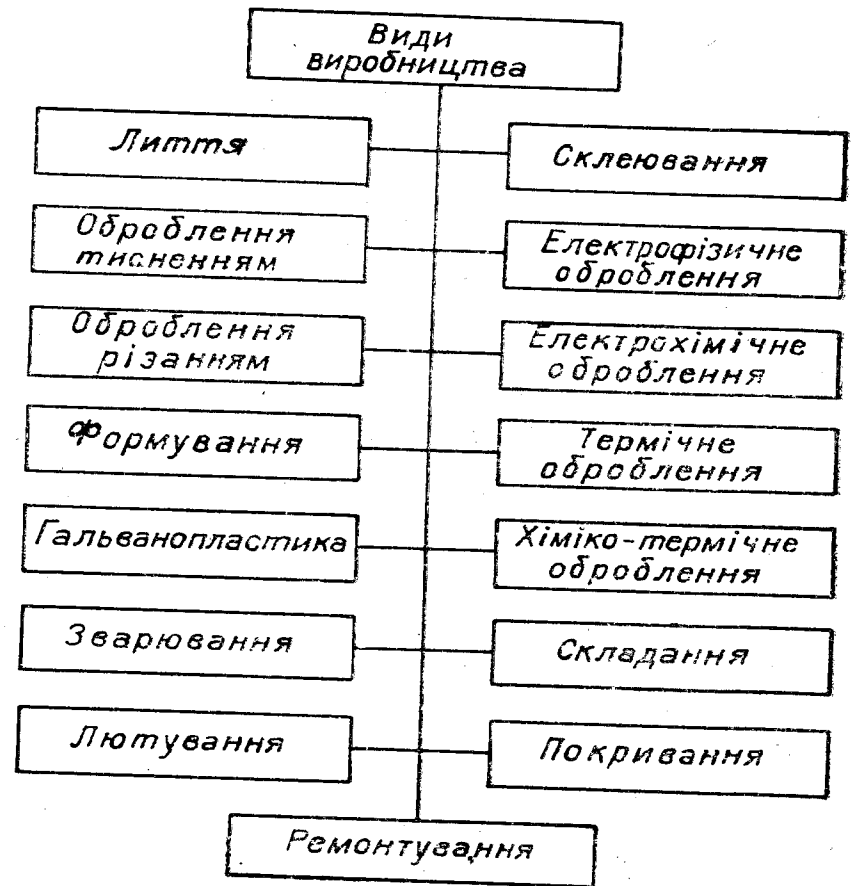 Види
виробництва
Лиття
Склеювання
Оброблення
тисненням
Електрофізичне
оброблення
Оброблення
різанням
Електрохімічне
оброблення
Формування
Термічне
оброблення
Гальванопластика
Хіміко-термічне
оброблення
Зварювання
Складання
Лютування
Покривання
Ремонтування